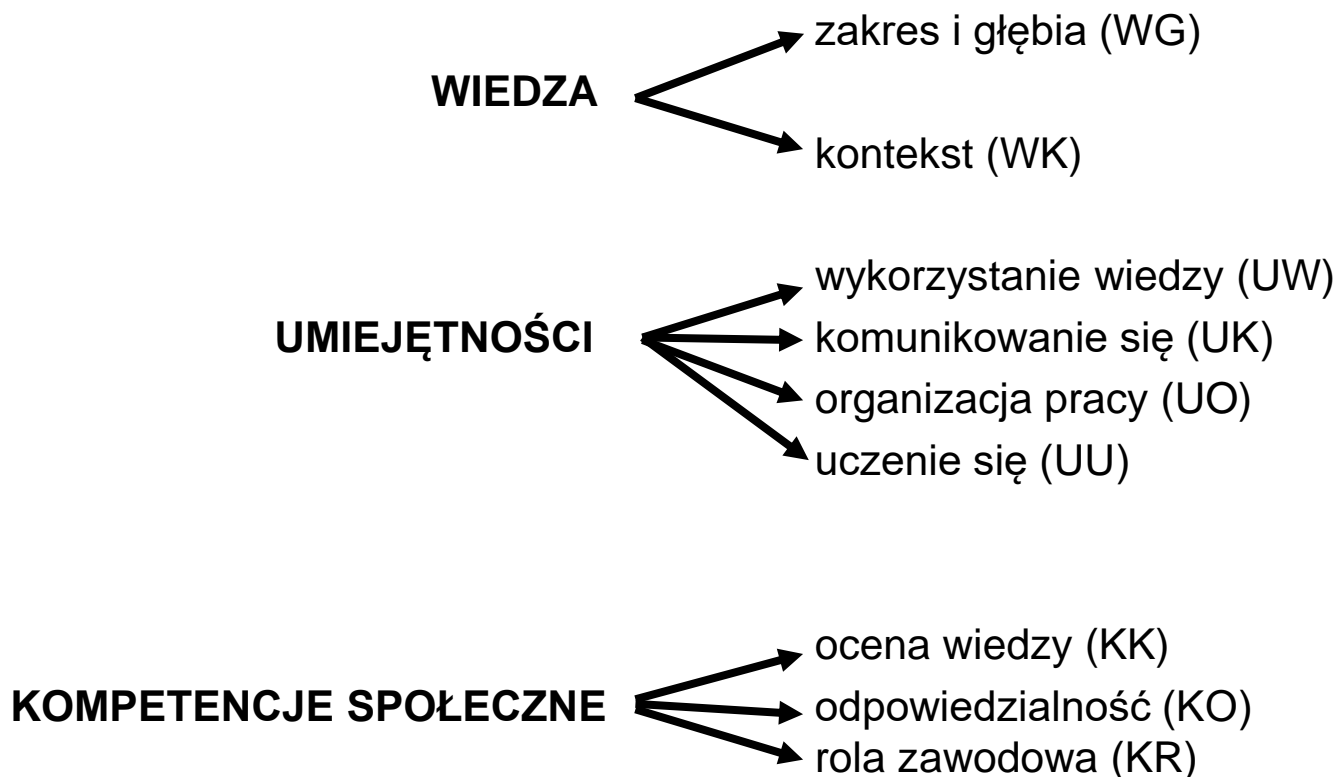 WIEDZA
zakres i głębia (WG)
kontekst (WK)
UMIEJĘTNOŚCI
wykorzystanie wiedzy (UW)
komunikowanie się (UK)
organizacja pracy (UO)
uczenie się (UU)
KOMPETENCJE SPOŁECZNE
ocena wiedzy (KK)
odpowiedzialność (KO)
rola zawodowa (KR)